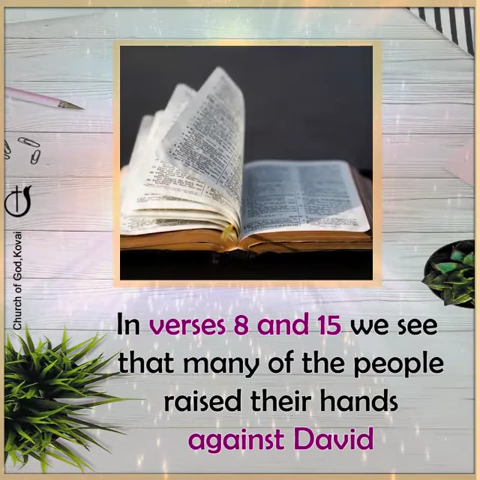 In verses 8 and 15 we see
that many of the people
raised their hands
against David
Church of God,Kovai